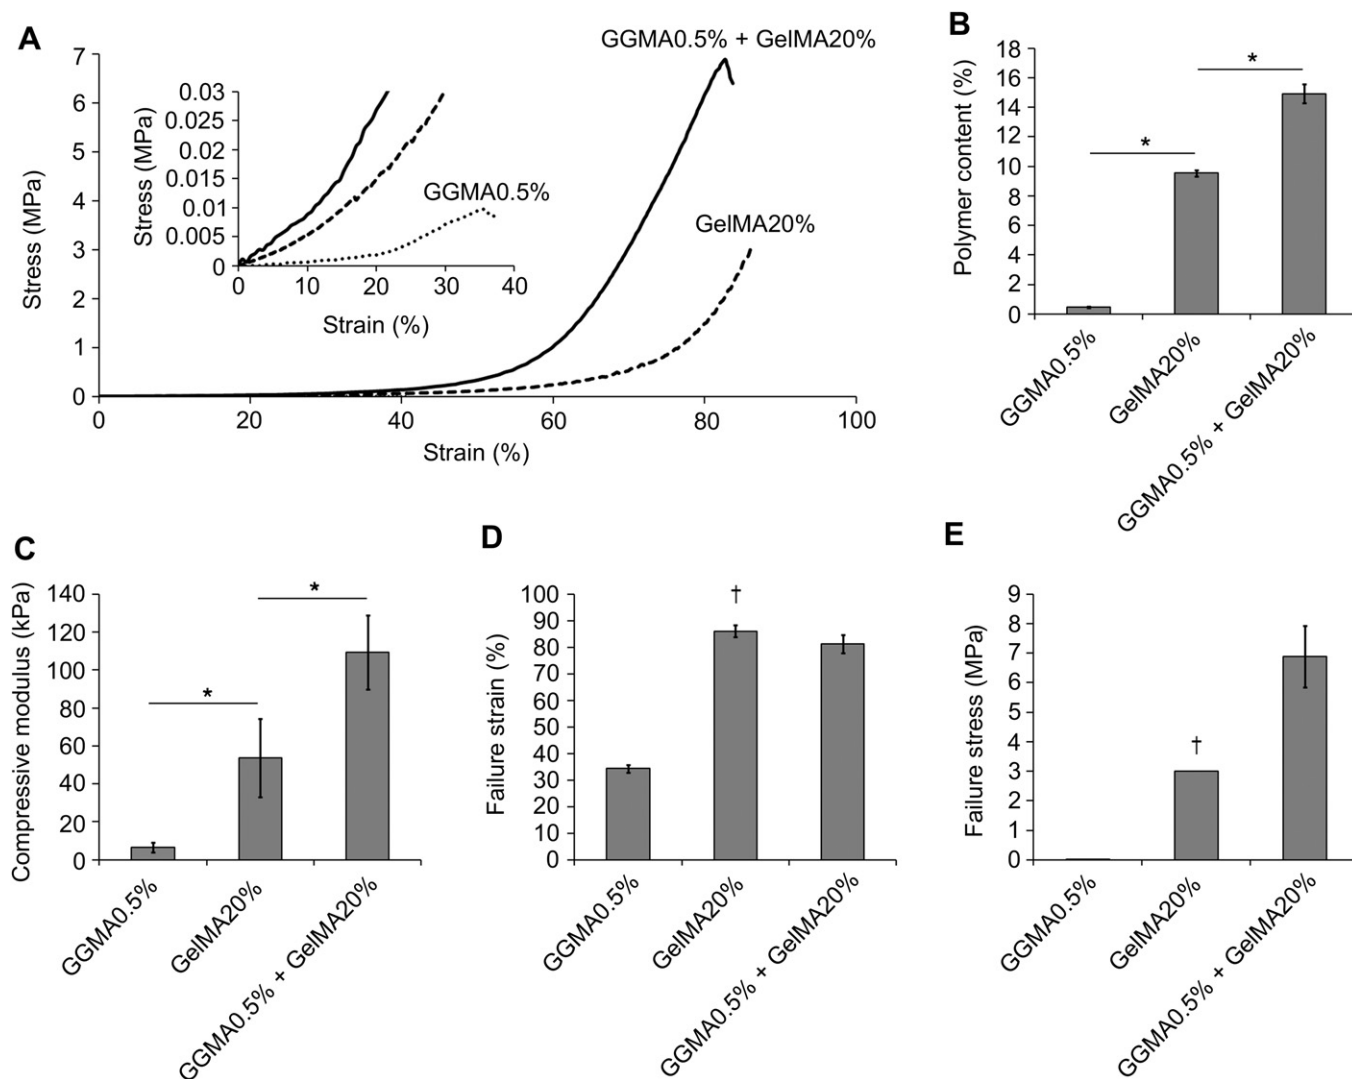 A
Stress (MPa)
7
6
5
4
3
2
1
0
0
20
40
60
80
100
Strain (%)
GGMA0.5% + GelMA20%
GelMA20%
Stress (MPa)
0.03
0.025
0.02
0.015
0.01
0.005
0
0
10
20
30
40
Strain (%)
GGMA0.5%
B
Polymer content (%)
18
16
14
12
10
8
6
4
2
0
*
*
GGMA0.5%
GelMA20%
GGMA0.5% + GelMA20%
C
Compressive modulus (kPa)
140
120
100
80
60
40
20
0
*
*
GGMA0.5%
GelMA20%
GGMA0.5% + GelMA20%
D
Failure strain (%)
100
90
80
70
60
50
40
30
20
10
0
†
GGMA0.5%
GelMA20%
GGMA0.5% + GelMA20%
E
Failure stress (MPa)
9
8
7
6
5
4
3
2
1
0
†
GGMA0.5%
GelMA20%
GGMA0.5% + GelMA20%